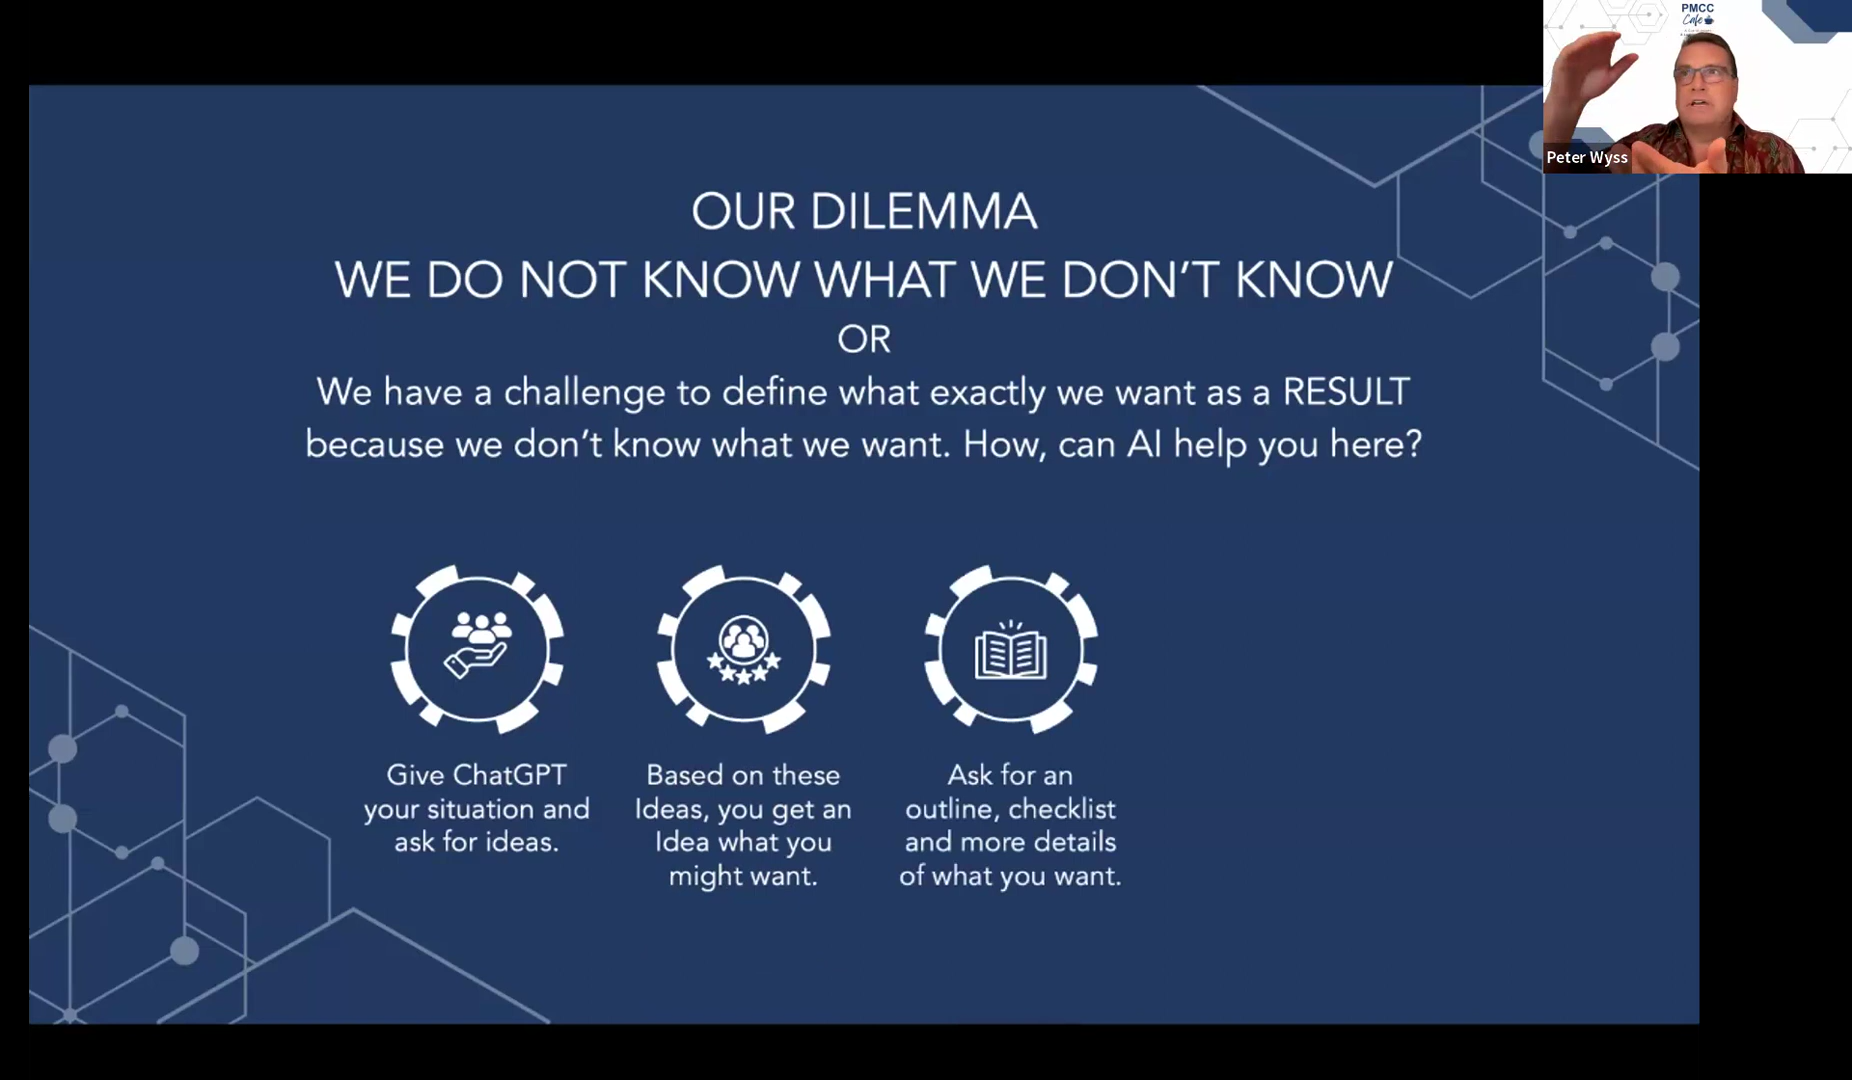 PMCC
Cafe
Peter Wyss
OUR DILEMMA
WE DO NOT KNOW WHAT WE DON'T KNOW
OR
We have a challenge to define what exactly we want as a RESULT
because we don't know what we want. How, can AI help you here?
Give ChatGPT
your situation and
ask for ideas.
Based on these
Ideas, you get an
Idea what you
might want.
Ask for an
outline, checklist
and more details
of what you want.